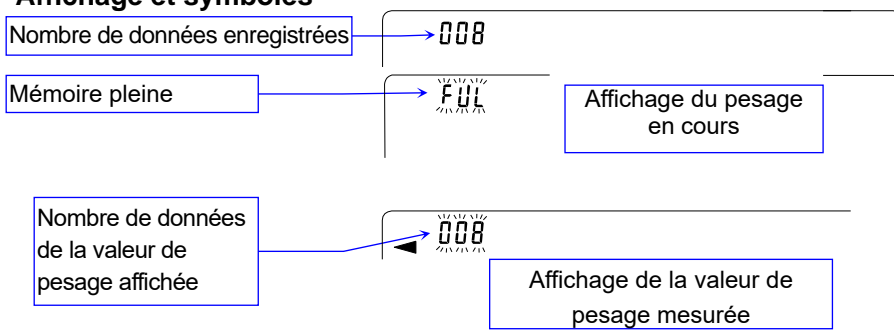 Affichage et symboles
Nombre de données enregistrées
008
Mémoire pleine
FUL
Affichage du pesage
en cours
Nombre de données
de la valeur de
pesage affichée
008
Affichage de la valeur de
pesage mesurée